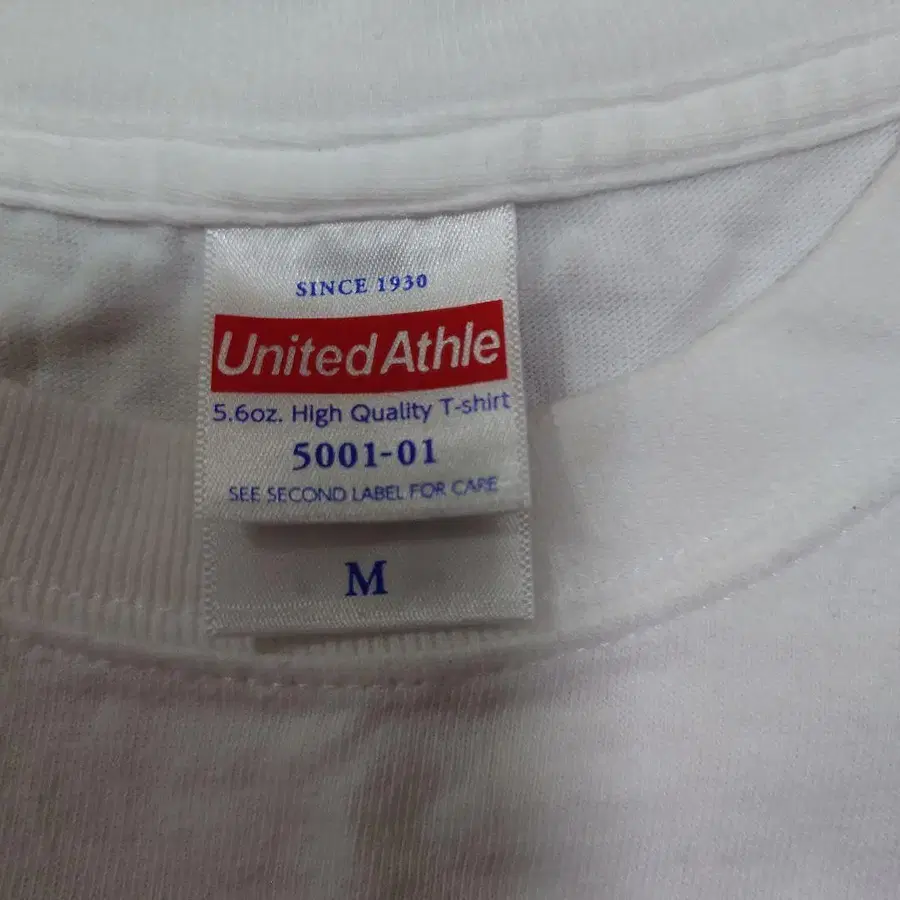 SINCE 1930
United Athle
5.6oz. High Quality T-shirt
5001-01
SEE SECOND LABEL FOR CARE
M